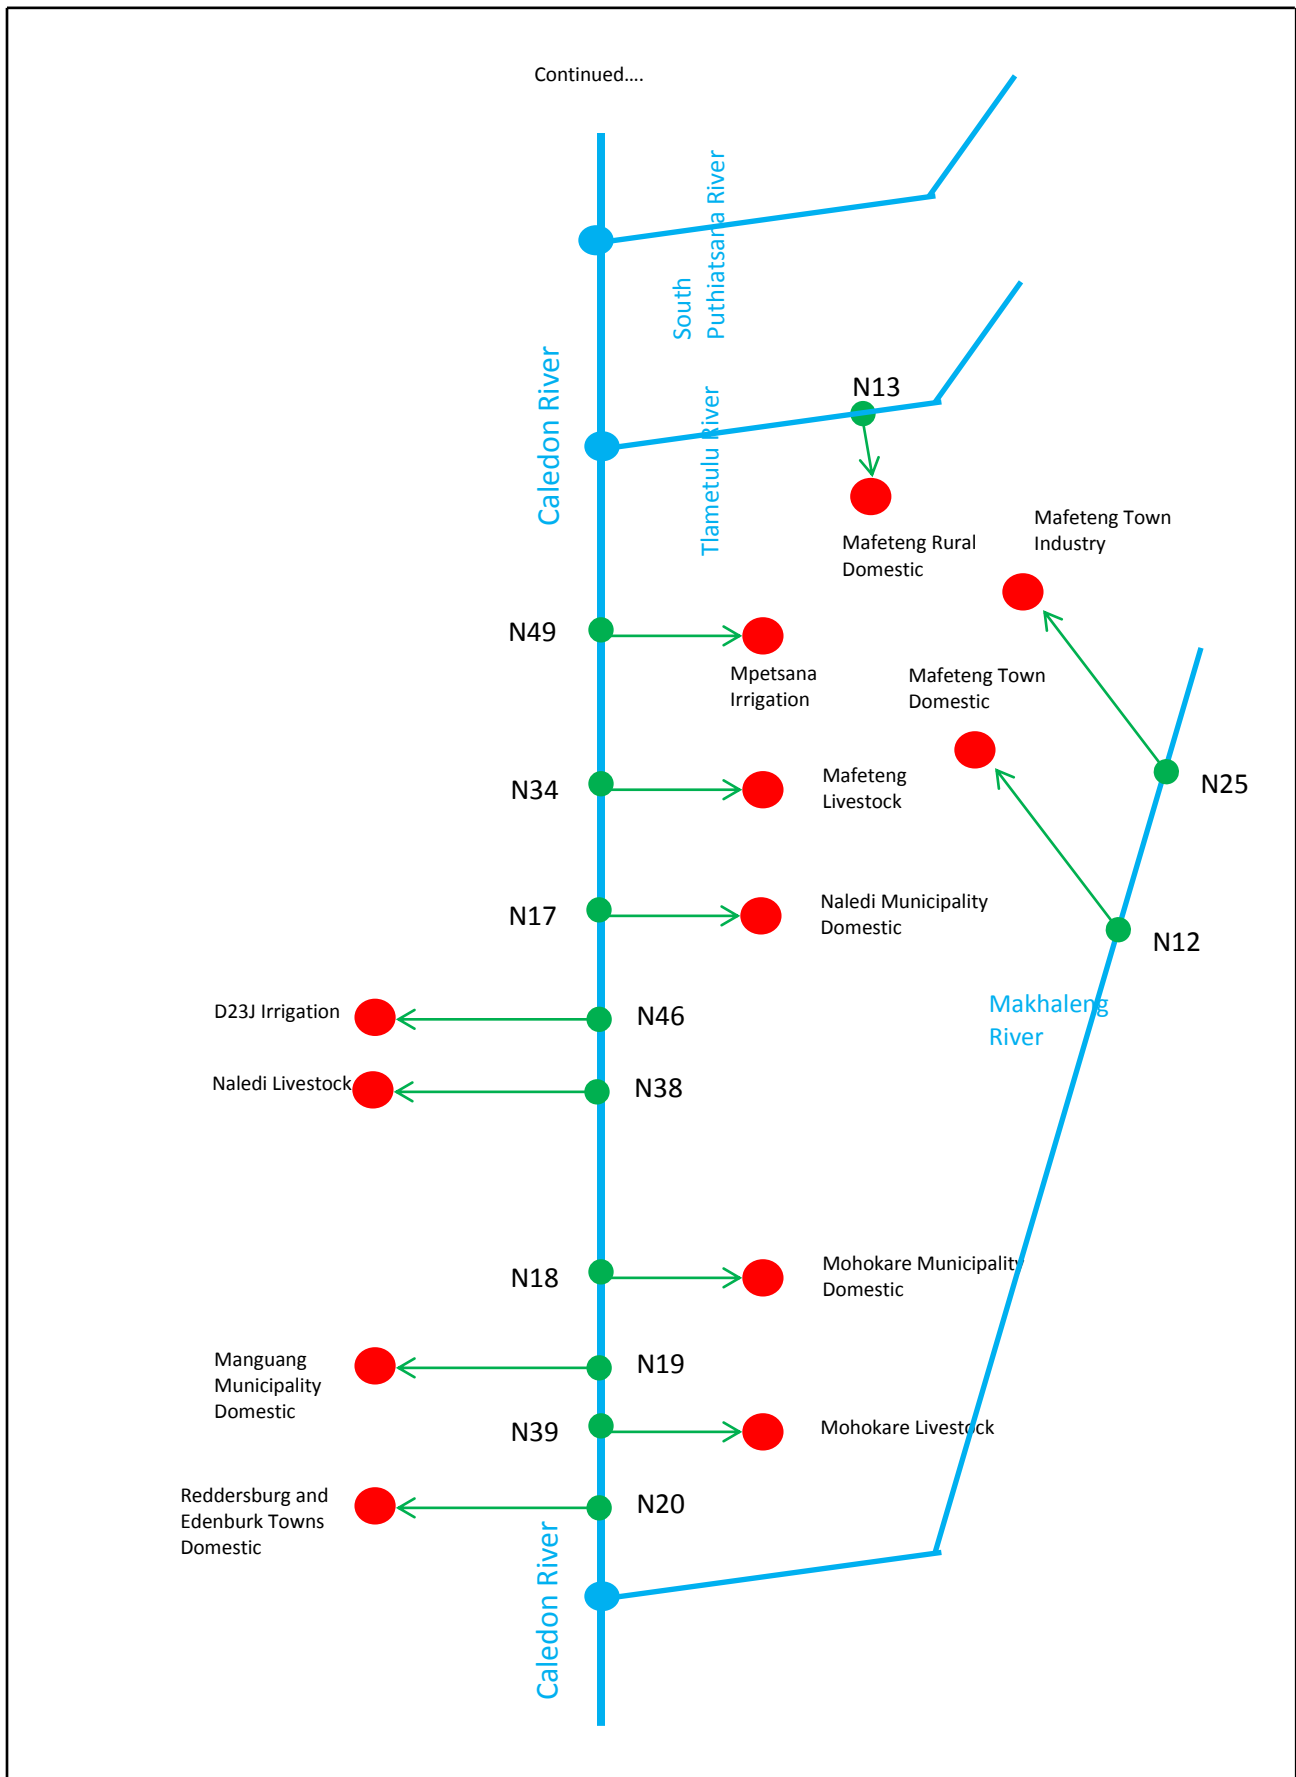 Continued....
South
Puthiatsana River
Caledon River
N13
Tlametulu River
Mafeteng Rural
Domestic
Mafeteng Town
Industry
N49
Mpetsana
Irrigation
Mafeteng Town
Domestic
N34
Mafeteng
Livestock
N25
N17
Naledi Municipality
Domestic
N12
D23J Irrigation
N46
Makhaleng
River
Naledi Livestock
N38
N18
Mohokare Municipality
Domestic
Manguang
Municipality
Domestic
N19
N39
Mohokare Livestock
Reddersburg and
Edenburk Towns
Domestic
N20
Caledon River